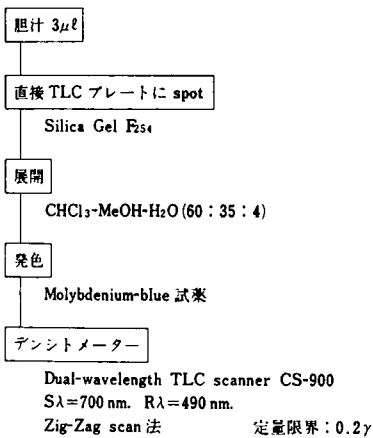 胆汁 3μℓ
直接 TLC プレートに spot
Silica Gel F₂₅₄
展開
CHCl₃-MeOH-H₂O (60:35:4)
発色
Molybdenium-blue 試薬
デンシトメーター
Dual-wavelength TLC scanner CS-900
Sλ=700 nm. Rλ=490 nm.
Zig-Zag scan 法 定量限界:0.2γ